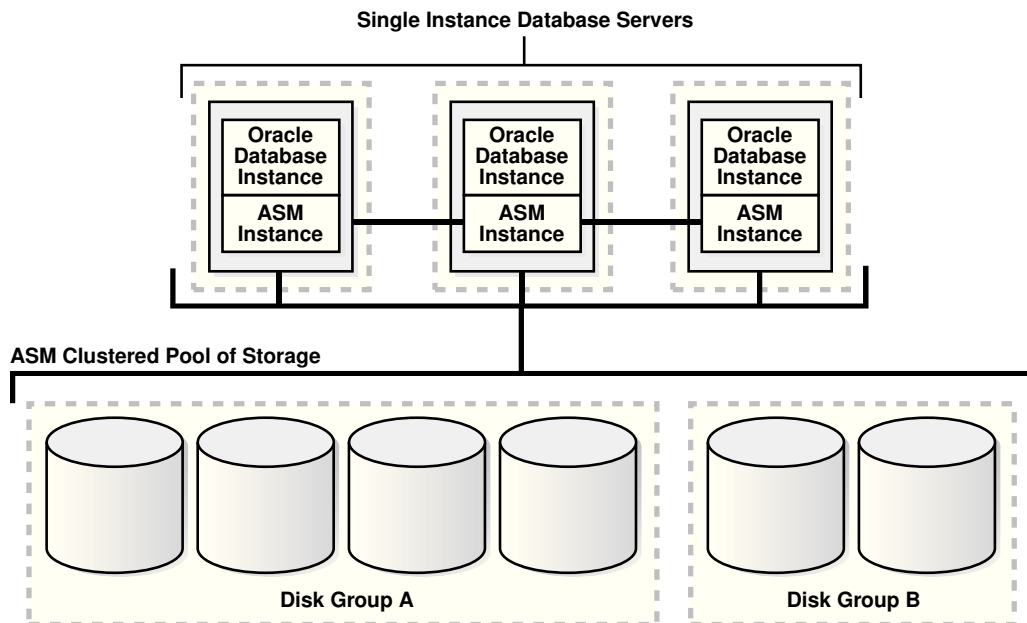 Single Instance Database Servers
Oracle
Database
Instance
ASM
Instance
Oracle
Database
Instance
ASM
Instance
Oracle
Database
Instance
ASM
Instance
ASM Clustered Pool of Storage
Disk Group A
Disk Group B